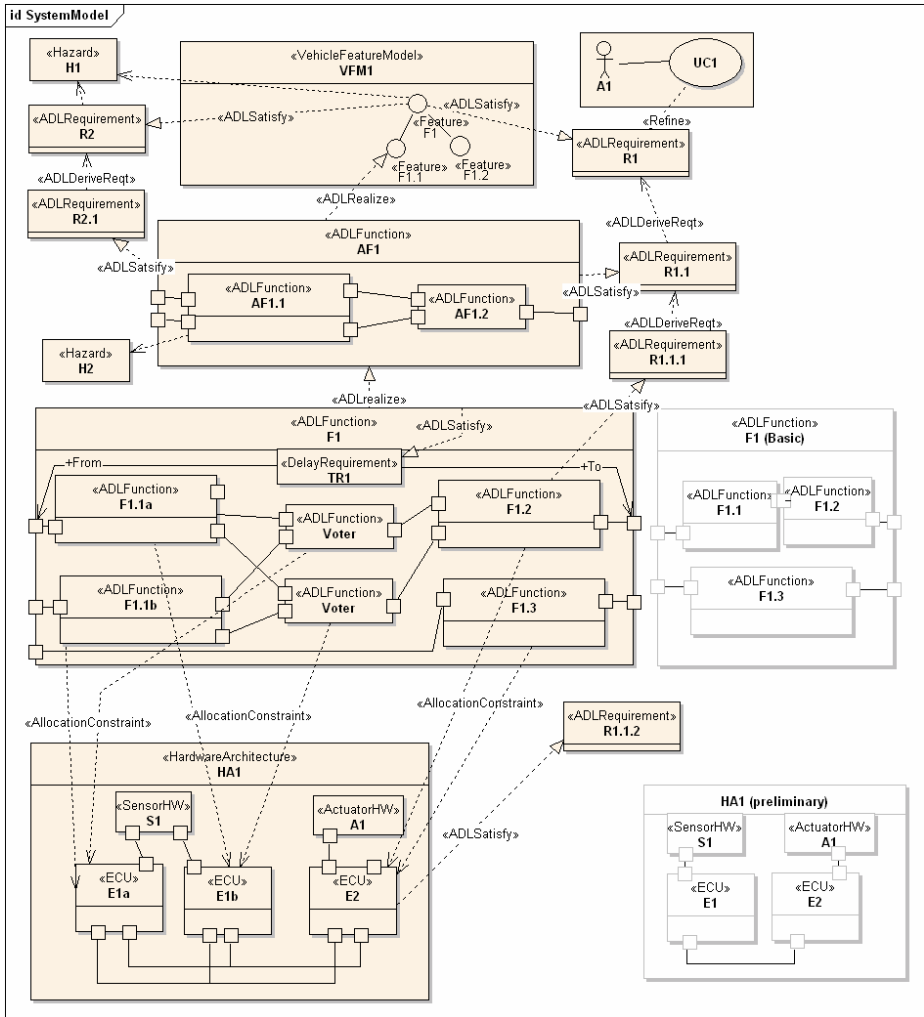 id SystemModel
«Hazard»
H1
«VehicleFeatureModel»
VFM1
A1
UC1
«ADLRequirement»
R2
«ADLSatisfy»
«Feature»
F1
«ADLSatisfy»
«Refine»
«ADLRequirement»
R1
«Feature»
F1.1
«Feature»
F1.2
«ADLDeriveReqt»
«ADLRequirement»
R2.1
«ADLRealize»
«ADLDeriveReqt»
«ADLFunction»
AF1
«ADLSatsify»
«ADLRequirement»
R1.1
«ADLFunction»
AF1.1
«ADLFunction»
AF1.2
«ADLSatisfy»
«ADLDeriveReqt»
«Hazard»
H2
«ADLRequirement»
R1.1.1
«ADLrealize»
«ADLSatsify»
«ADLFunction»
F1
«ADLSatisfy»
«ADLFunction»
F1 (Basic)
+From
«DelayRequirement»
TR1
+To
«ADLFunction»
F1.1a
«ADLFunction»
Voter
«ADLFunction»
F1.2
«ADLFunction»
F1.1
«ADLFunction»
F1.2
«ADLFunction»
F1.1b
«ADLFunction»
Voter
«ADLFunction»
F1.3
«ADLFunction»
F1.3
«AllocationConstraint»
«AllocationConstraint»
«AllocationConstraint»
«ADLRequirement»
R1.1.2
«HardwareArchitecture»
HA1
«SensorHW»
S1
«ActuatorHW»
A1
«ADLSatisfy»
«ECU»
E1a
«ECU»
E1b
«ECU»
E2
HA1 (preliminary)
«SensorHW»
S1
«ActuatorHW»
A1
«ECU»
E1
«ECU»
E2